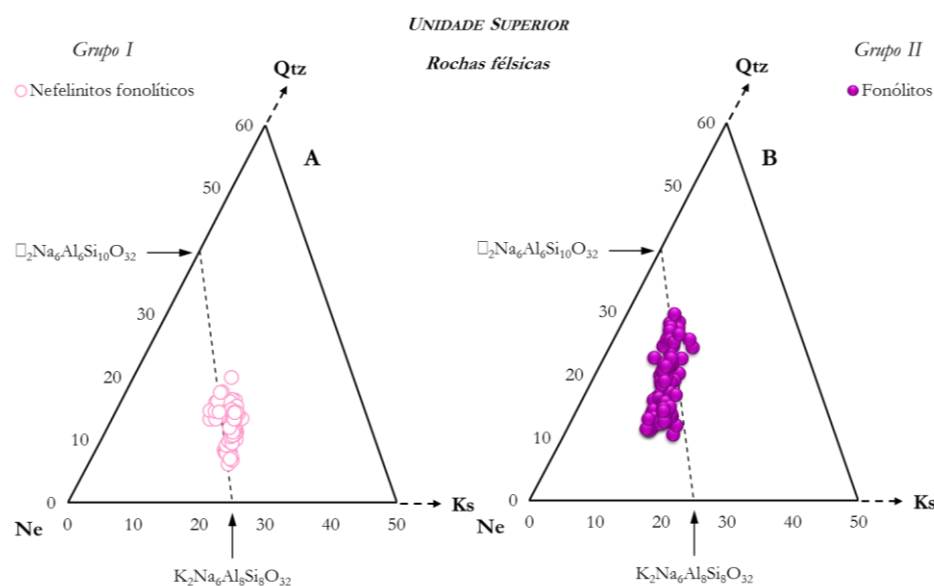 UNIDADE SUPERIOR
Rochas félsicas
Grupo I
Nefelinitos fonolíticos
Grupo II
Fonólitos
Qtz
60
A
50
□₂Na₆Al₆Si₁₀O₃₂
30
20
10
0
Ne
0
10
20
30
50
Ks
K₂Na₆Al₈Si₈O₃₂
Qtz
60
B
50
□₂Na₆Al₆Si₁₀O₃₂
30
20
10
0
Ne
0
10
20
30
50
Ks
K₂Na₆Al₈Si₈O₃₂